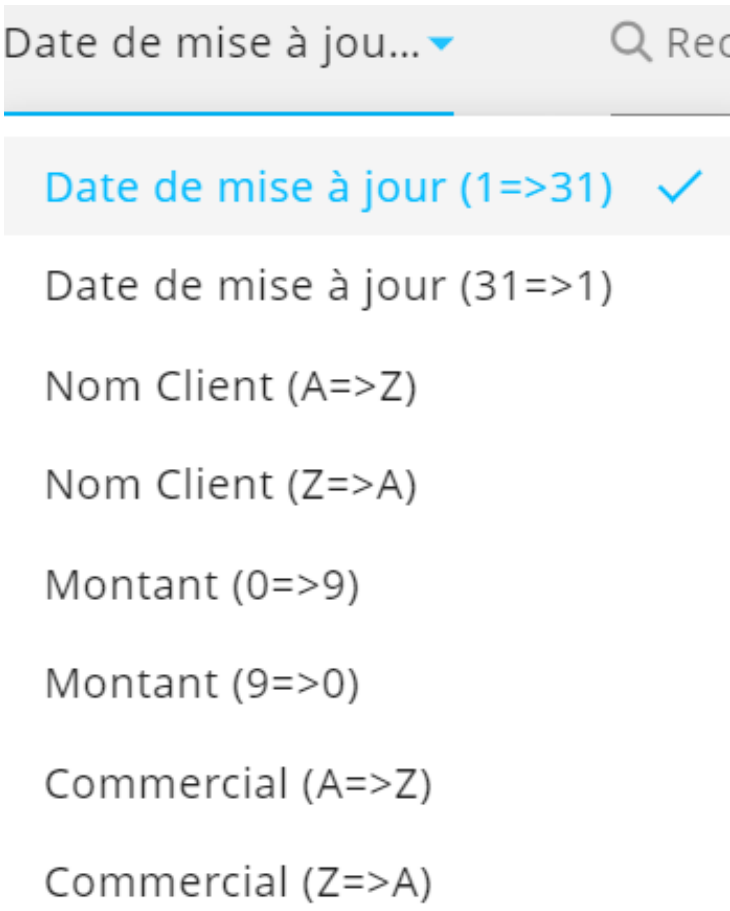 Date de mise à jou...
Date de mise à jour (1=>31)
Date de mise à jour (31=>1)
Nom Client (A=>Z)
Nom Client (Z=>A)
Montant (0=>9)
Montant (9=>0)
Commercial (A=>Z)
Commercial (Z=>A)